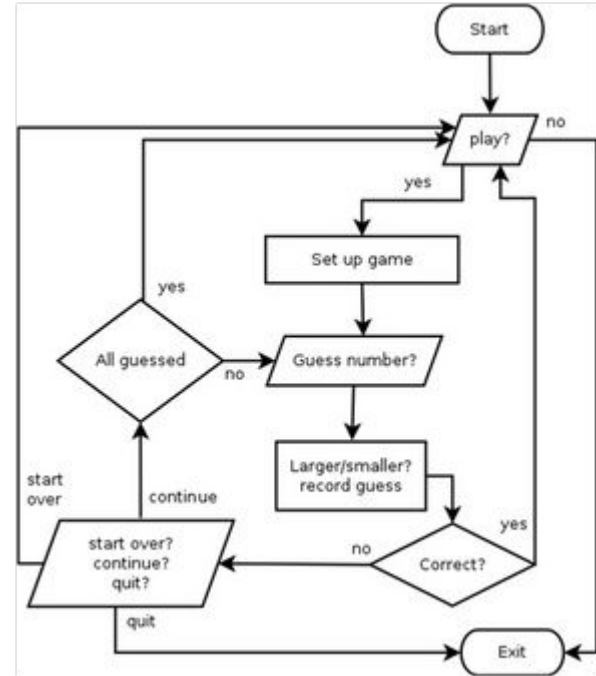 Start
play?
no
yes
Set up game
yes
All guessed
no
Guess number?
Larger/smaller?
record guess
start
over
continue
yes
no
Correct?
start over?
continue?
quit?
quit
Exit